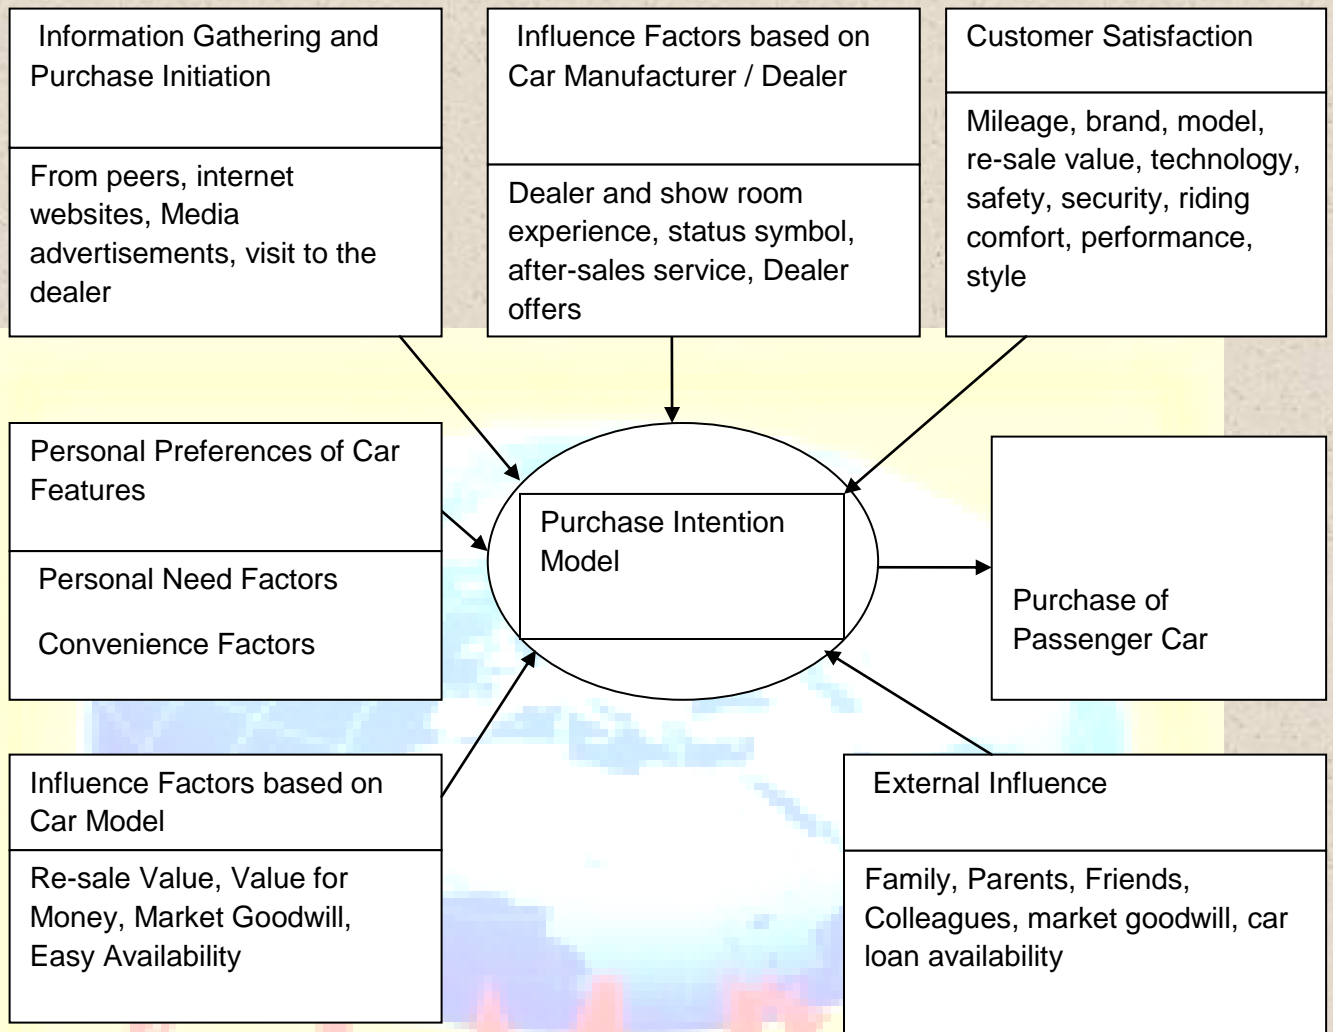 Information Gathering and
Purchase Initiation
From peers, internet
websites, Media
advertisements, visit to the
dealer
Influence Factors based on
Car Manufacturer / Dealer
Dealer and show room
experience, status symbol,
after-sales service, Dealer
offers
Customer Satisfaction
Mileage, brand, model,
re-sale value, technology,
safety, security, riding
comfort, performance,
style
Personal Preferences of Car
Features
Personal Need Factors
Convenience Factors
Purchase Intention
Model
Purchase of
Passenger Car
Influence Factors based on
Car Model
Re-sale Value, Value for
Money, Market Goodwill,
Easy Availability
External Influence
Family, Parents, Friends,
Colleagues, market goodwill, car
loan availability